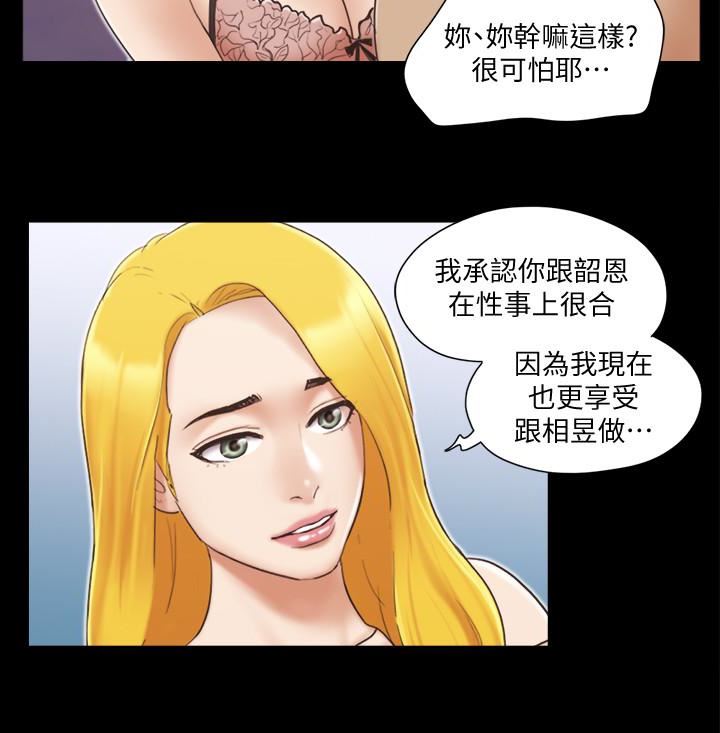 妳、妳幹嘛這樣?
很可怕耶…
我承認你跟韶恩
在性事上很合
因為我現在
也更享受
跟相昱做…